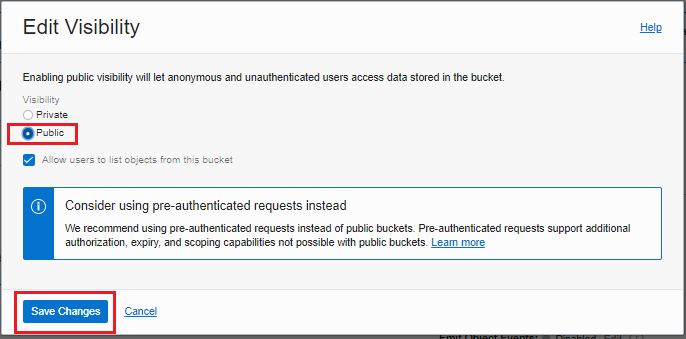 Edit Visibility
Help
Enabling public visibility will let anonymous and unauthenticated users access data stored in the bucket.
Visibility
Private
Public
Allow users to list objects from this bucket
Consider using pre-authenticated requests instead
We recommend using pre-authenticated requests instead of public buckets. Pre-authenticated requests support additional
authorization, expiry, and scoping capabilities not possible with public buckets. Learn more
Save Changes
Cancel
Emit Object Events: Disabled Edit